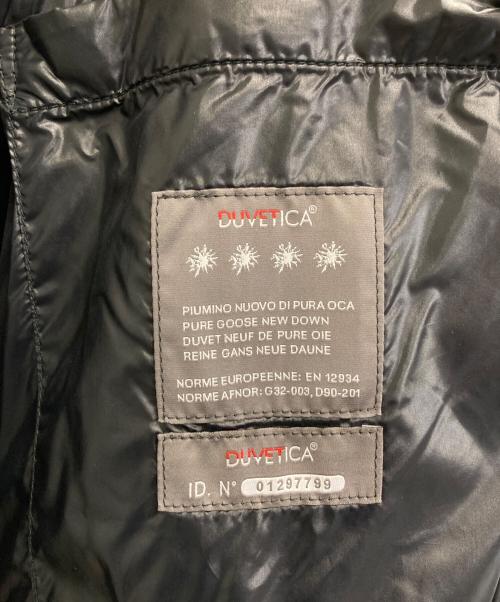 DUVETICA®
PIUMINO NUOVO DI PURA OCA
PURE GOOSE NEW DOWN
DUVET NEUF DE PURE OIE
REINE GANS NEUE DAUNE
NORME EUROPEENNE: EN 12934
NORME AFNOR: G32-003, D90-201
DUVETICA®
ID. N° 01297799